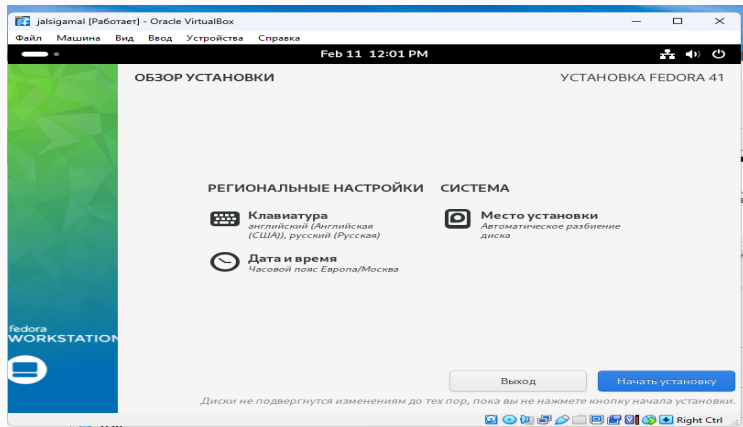 jalsigamal [Работает] - Oracle VirtualBox
Файл Машина Вид Ввод Устройства Справка
Feb 11 12:01 PM
ОБЗОР УСТАНОВКИ
УСТАНОВКА FEDORA 41
РЕГИОНАЛЬНЫЕ НАСТРОЙКИ
Клавиатура
английский (Английская
(США)), русский (Русская)
Дата и время
Часовой пояс Европа/Москва
СИСТЕМА
Место установки
Автоматическое разбиение
диска
fedora
WORKSTATION
Выход
Начать установку
Диски не подвергнутся изменениям до тех пор, пока вы не нажмете кнопку начала установки.
Right Ctrl